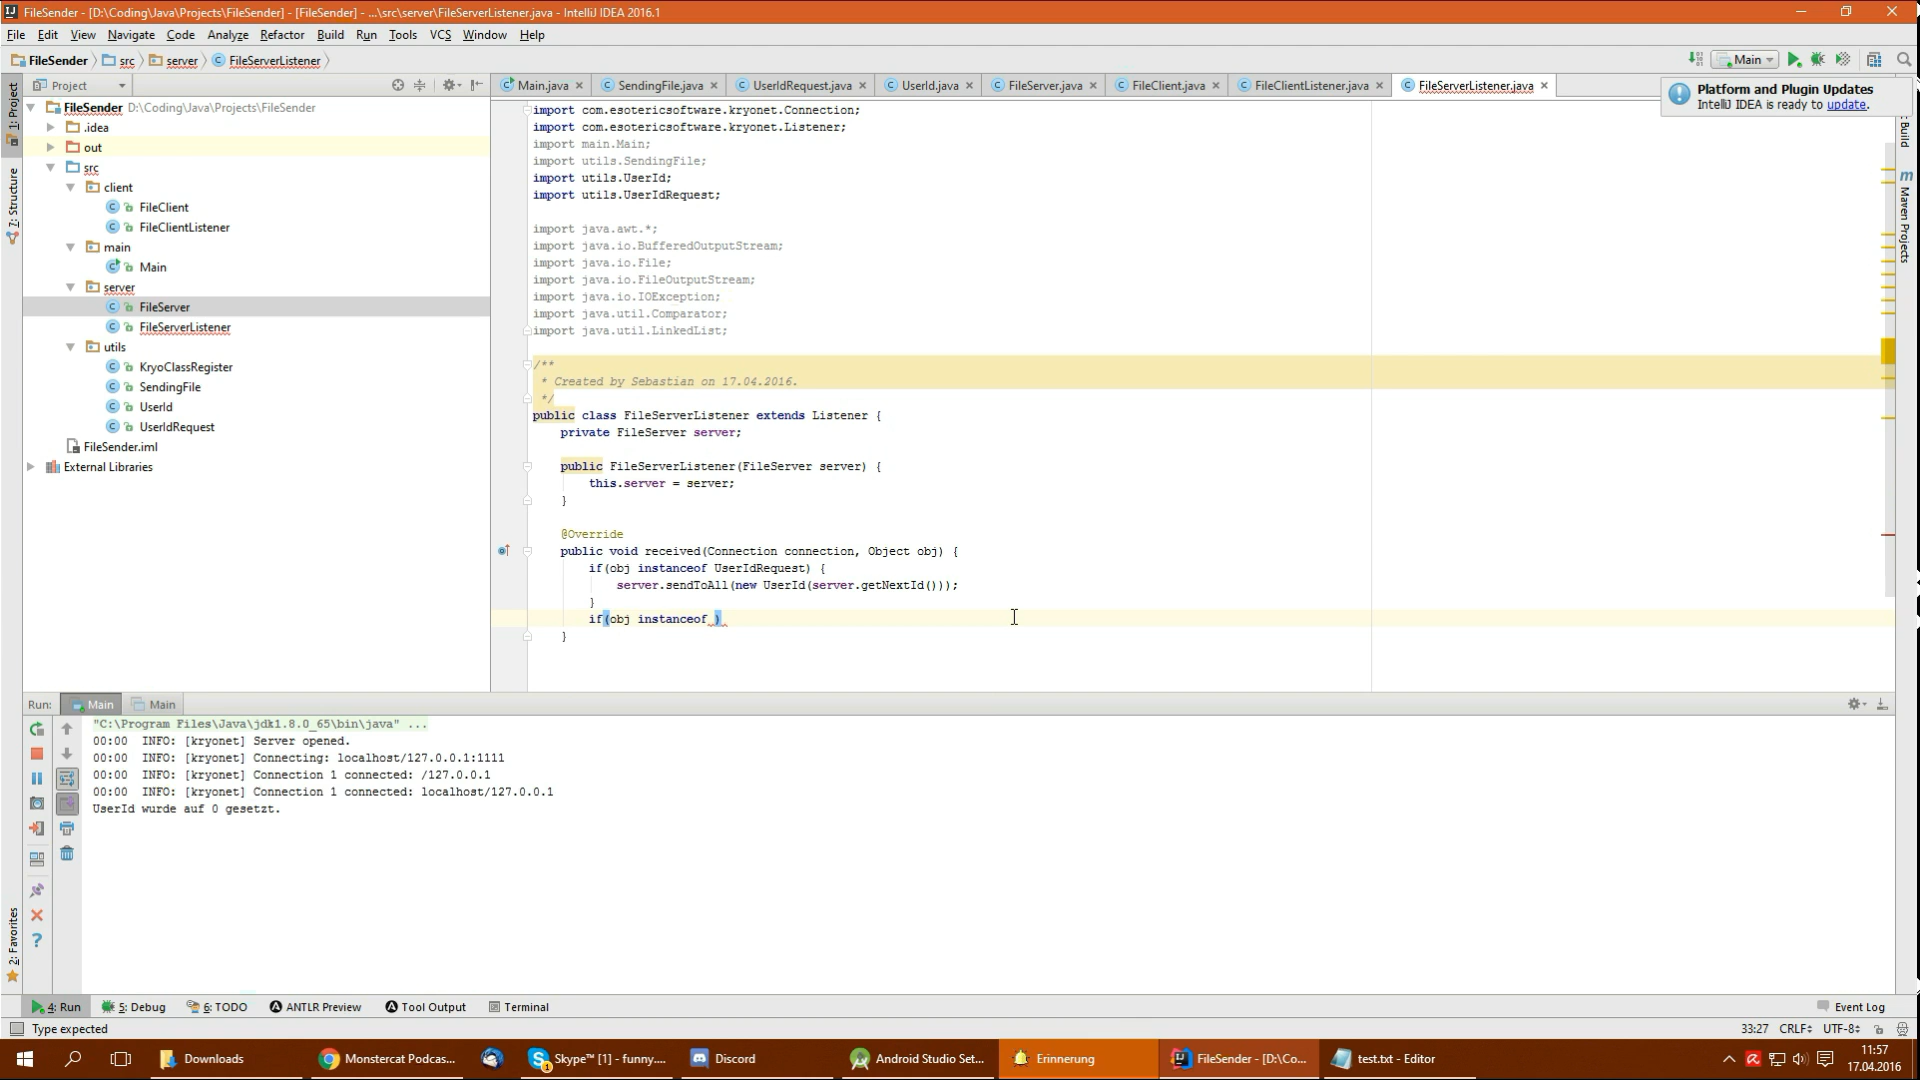 FileSender - [D:\Coding\Java\Projects\FileSender] - [FileSender] - ...\src\server\FileServerListener.java - IntelliJ IDEA 2016.1
File Edit View Navigate Code Analyze Refactor Build Run Tools VCS Window Help
FileSender src server FileServerListener Main
Project Main.java SendingFile.java UserIdRequest.java UserId.java FileServer.java FileClient.java FileClientListener.java FileServerListener.java
Platform and Plugin Updates
IntelliJ IDEA is ready to update.
1: Project
7: Structure
2: Favorites
Build
Maven Projects
FileSender D:\Coding\Java\Projects\FileSender
.idea
out
src
client
FileClient
FileClientListener
main
Main
server
FileServer
FileServerListener
utils
KryoClassRegister
SendingFile
UserId
UserIdRequest
FileSender.iml
External Libraries
import com.esotericsoftware.kryonet.Connection;
import com.esotericsoftware.kryonet.Listener;
import main.Main;
import utils.SendingFile;
import utils.UserId;
import utils.UserIdRequest;
import java.awt.*;
import java.io.BufferedOutputStream;
import java.io.File;
import java.io.FileOutputStream;
import java.io.IOException;
import java.util.Comparator;
import java.util.LinkedList;
/**
* Created by Sebastian on 17.04.2016.
*/
public class FileServerListener extends Listener {
private FileServer server;
public FileServerListener(FileServer server) {
this.server = server;
}
@Override
public void received(Connection connection, Object obj) {
if(obj instanceof UserIdRequest) {
server.sendToAll(new UserId(server.getNextId()));
}
if(obj instanceof )
}
Run: Main Main
"C:\Program Files\Java\jdk1.8.0_65\bin\java" ...
00:00 INFO: [kryonet] Server opened.
00:00 INFO: [kryonet] Connecting: localhost/127.0.0.1:1111
00:00 INFO: [kryonet] Connection 1 connected: /127.0.0.1
00:00 INFO: [kryonet] Connection 1 connected: localhost/127.0.0.1
UserId wurde auf 0 gesetzt.
4: Run 5: Debug 6: TODO ANTLR Preview Tool Output Terminal Event Log
Type expected 33:27 CRLF UTF-8
Downloads Monstercat Podcas... Skype™ [1] - funny.... Discord Android Studio Set... Erinnerung FileSender - [D:\Co... test.txt - Editor 11:57
17.04.2016